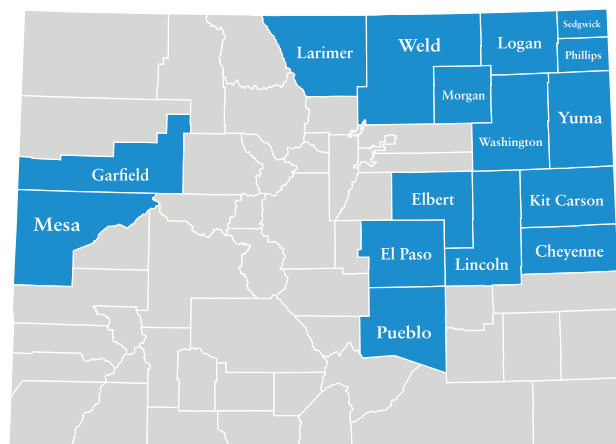 Sedgwick
Larimer
Weld
Logan
Phillips
Morgan
Yuma
Washington
Garfield
Elbert
Kit Carson
Mesa
El Paso
Lincoln
Cheyenne
Pueblo